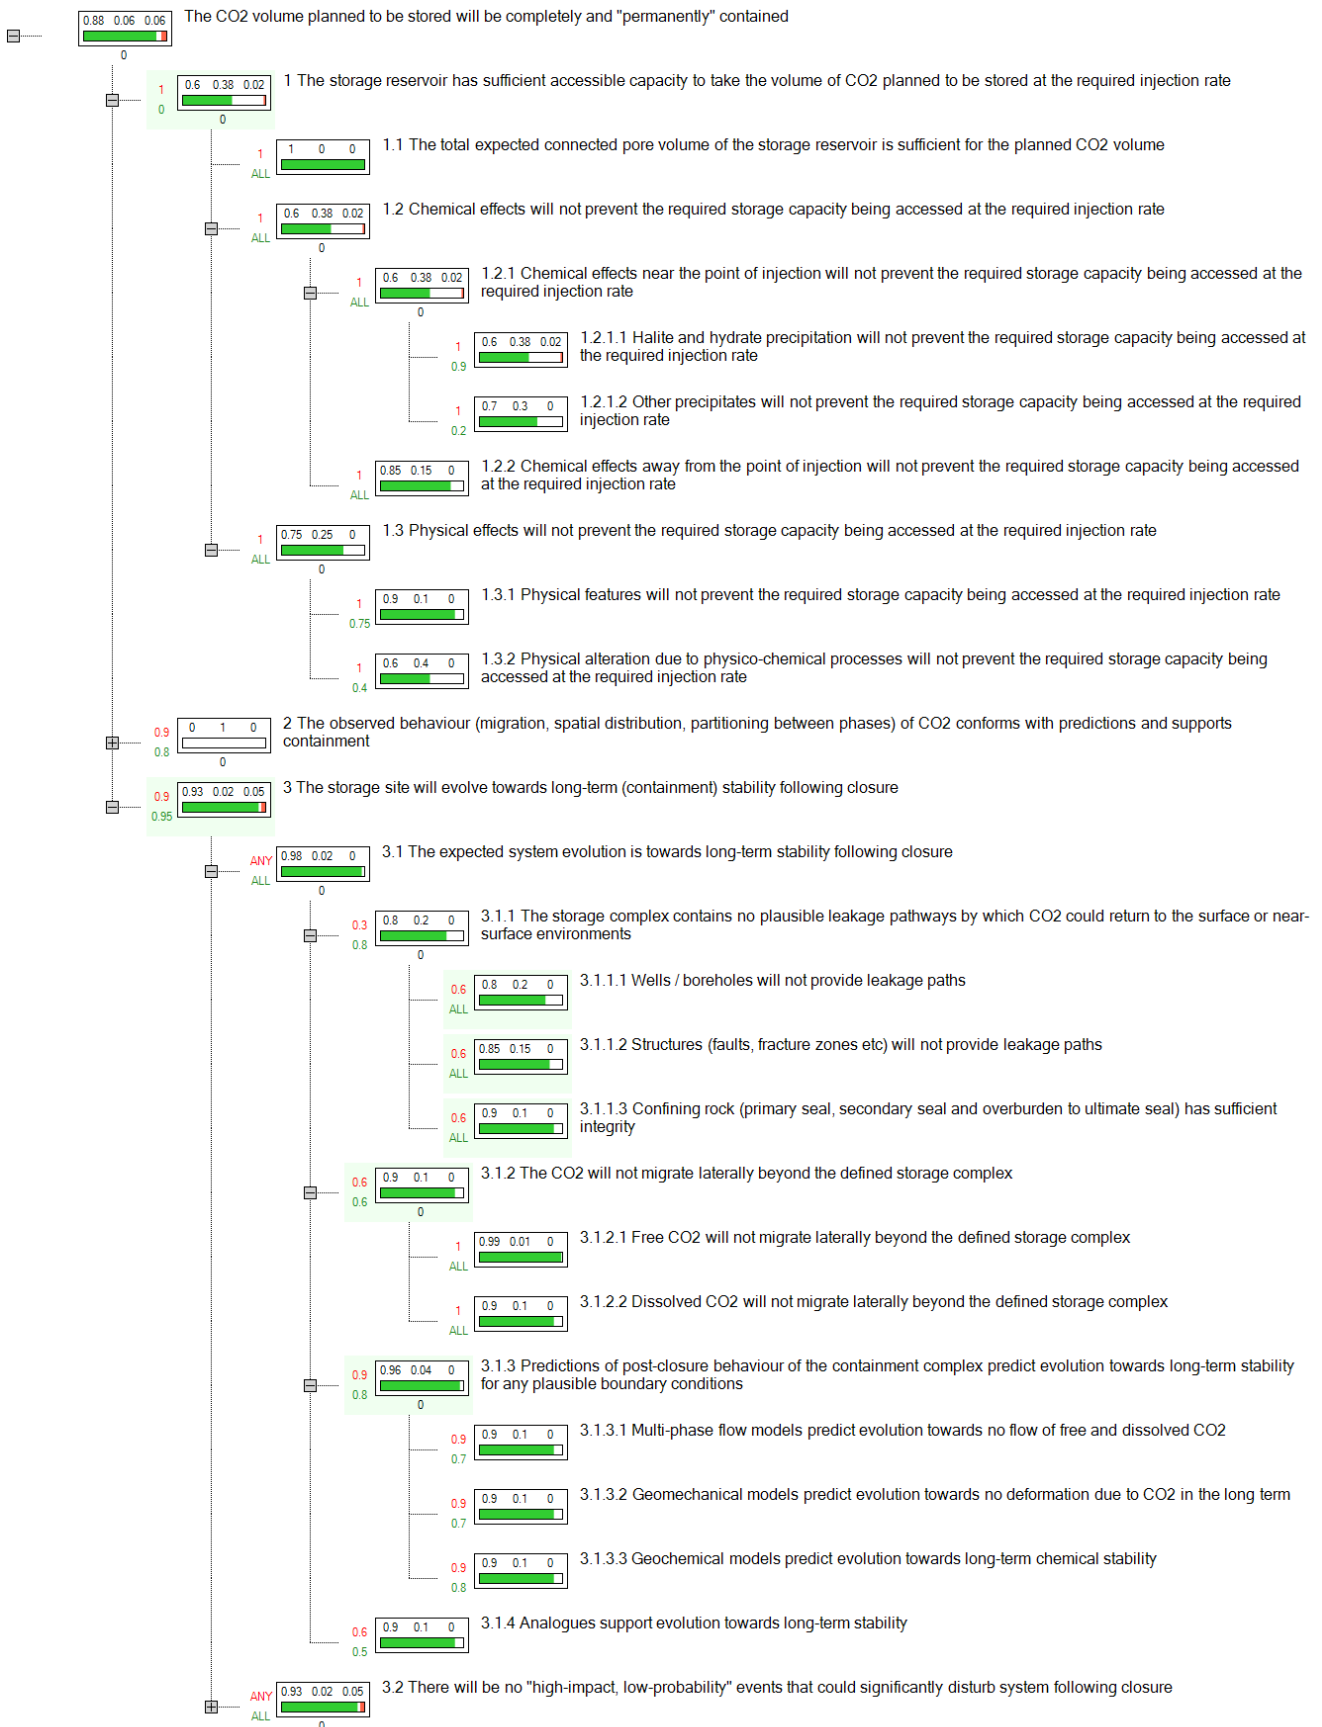 0.88 0.06 0.06
The CO2 volume planned to be stored will be completely and "permanently" contained
0
1
0
0.6 0.38 0.02
0
1 The storage reservoir has sufficient accessible capacity to take the volume of CO2 planned to be stored at the required injection rate
1
ALL
1 0 0
1.1 The total expected connected pore volume of the storage reservoir is sufficient for the planned CO2 volume
1
ALL
0.6 0.38 0.02
0
1.2 Chemical effects will not prevent the required storage capacity being accessed at the required injection rate
1
ALL
0.6 0.38 0.02
0
1.2.1 Chemical effects near the point of injection will not prevent the required storage capacity being accessed at the
required injection rate
1
0.9
0.6 0.38 0.02
1.2.1.1 Halite and hydrate precipitation will not prevent the required storage capacity being accessed at
the required injection rate
1
0.2
0.7 0.3 0
1.2.1.2 Other precipitates will not prevent the required storage capacity being accessed at the required
injection rate
1
ALL
0.85 0.15 0
1.2.2 Chemical effects away from the point of injection will not prevent the required storage capacity being accessed
at the required injection rate
1
ALL
0.75 0.25 0
0
1.3 Physical effects will not prevent the required storage capacity being accessed at the required injection rate
1
0.75
0.9 0.1 0
1.3.1 Physical features will not prevent the required storage capacity being accessed at the required injection rate
1
0.4
0.6 0.4 0
1.3.2 Physical alteration due to physico-chemical processes will not prevent the required storage capacity being
accessed at the required injection rate
0.9
0.8
0 1 0
0
2 The observed behaviour (migration, spatial distribution, partitioning between phases) of CO2 conforms with predictions and supports
containment
0.9
0.95
0.93 0.02 0.05
3 The storage site will evolve towards long-term (containment) stability following closure
ANY
ALL
0.98 0.02 0
0
3.1 The expected system evolution is towards long-term stability following closure
0.3
0.8
0.8 0.2 0
0
3.1.1 The storage complex contains no plausible leakage pathways by which CO2 could return to the surface or near-
surface environments
0.6
ALL
0.8 0.2 0
3.1.1.1 Wells / boreholes will not provide leakage paths
0.6
ALL
0.85 0.15 0
3.1.1.2 Structures (faults, fracture zones etc) will not provide leakage paths
0.6
ALL
0.9 0.1 0
3.1.1.3 Confining rock (primary seal, secondary seal and overburden to ultimate seal) has sufficient
integrity
0.6
0.6
0.9 0.1 0
0
3.1.2 The CO2 will not migrate laterally beyond the defined storage complex
1
ALL
0.99 0.01 0
3.1.2.1 Free CO2 will not migrate laterally beyond the defined storage complex
1
ALL
0.9 0.1 0
3.1.2.2 Dissolved CO2 will not migrate laterally beyond the defined storage complex
0.9
0.8
0.96 0.04 0
0
3.1.3 Predictions of post-closure behaviour of the containment complex predict evolution towards long-term stability
for any plausible boundary conditions
0.9
0.7
0.9 0.1 0
3.1.3.1 Multi-phase flow models predict evolution towards no flow of free and dissolved CO2
0.9
0.7
0.9 0.1 0
3.1.3.2 Geomechanical models predict evolution towards no deformation due to CO2 in the long term
0.9
0.8
0.9 0.1 0
3.1.3.3 Geochemical models predict evolution towards long-term chemical stability
0.6
0.5
0.9 0.1 0
3.1.4 Analogues support evolution towards long-term stability
ANY
ALL
0.93 0.02 0.05
0
3.2 There will be no "high-impact, low-probability" events that could significantly disturb system following closure